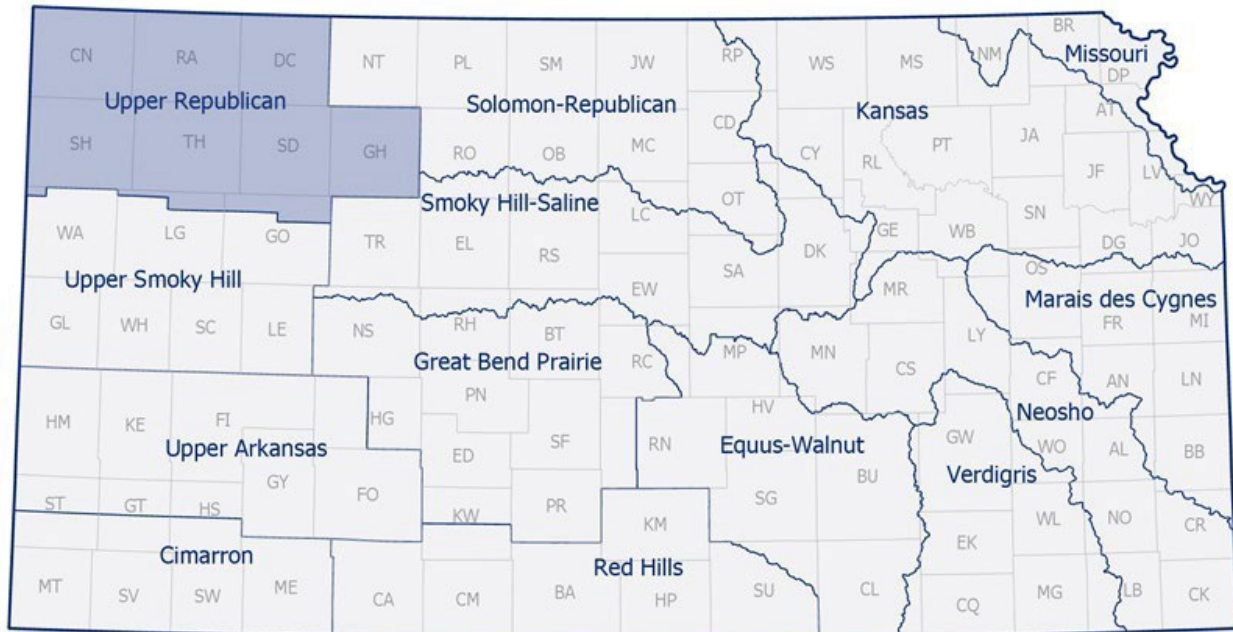 BR
CN RA DC NT PL SM JW RP WS MS NM Missouri
DP
Upper Republican Solomon-Republican Kansas
AT
CD
SH TH SD GH RO OB MC CY RL PT JA JF LV
WY
Smoky Hill-Saline
LC OT SN
WA LG GO TR EL RS GE WB DG JO
DK
Upper Smoky Hill SA OS
EW MR Marais des Cygnes
GL WH SC LE NS RH BT FR MI
LY
Great Bend Prairie RC MP MN CS
CF AN LN
PN
HM KE FI HG HV Neosho
Upper Arkansas ED SF RN Equus-Walnut GW WO AL BB
GY BU Verdigris
FO SG
ST GT HS KW PR KM WL NO CR
Cimarron EK
Red Hills
MT SV SW ME CA CM BA HP SU CL CQ MG LB CK